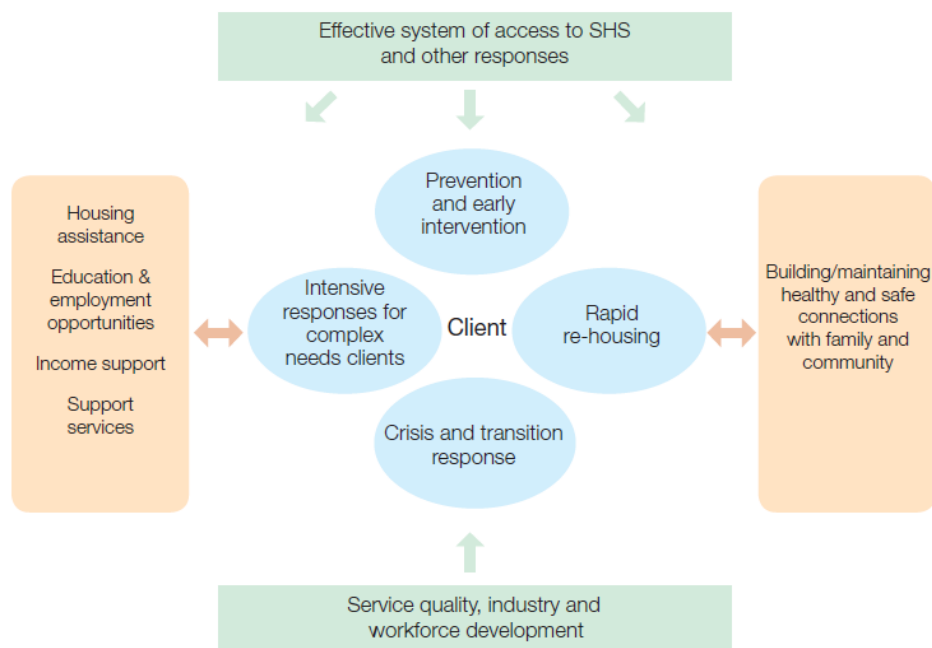 Effective system of access to SHS
and other responses
Prevention
and early
intervention
Housing
assistance
Education &
employment
opportunities
Income support
Support
services
Intensive
responses for
complex
needs clients
Client
Rapid
re-housing
Building/maintaining
healthy and safe
connections
with family and
community
Crisis and transition
response
Service quality, industry and
workforce development